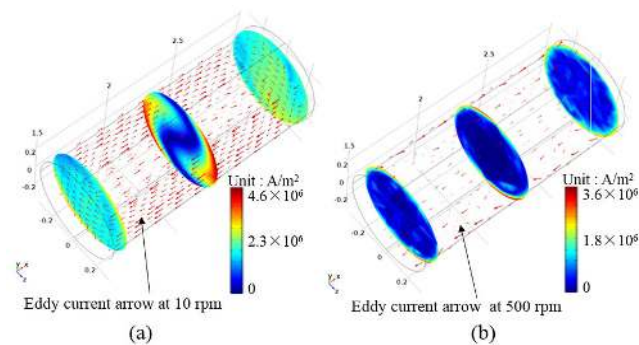 2.5
2
1.5
0.2
0
-0.2
-0.2
0
0.2
y x
z
Unit : A/m²
4.6×10⁶
2.3×10⁶
0
Eddy current arrow at 10 rpm
(a)
2.5
2
1.5
0.2
0
-0.2
-0.2
0
0.2
y x
z
Unit : A/m²
3.6×10⁶
1.8×10⁶
0
Eddy current arrow at 500 rpm
(b)